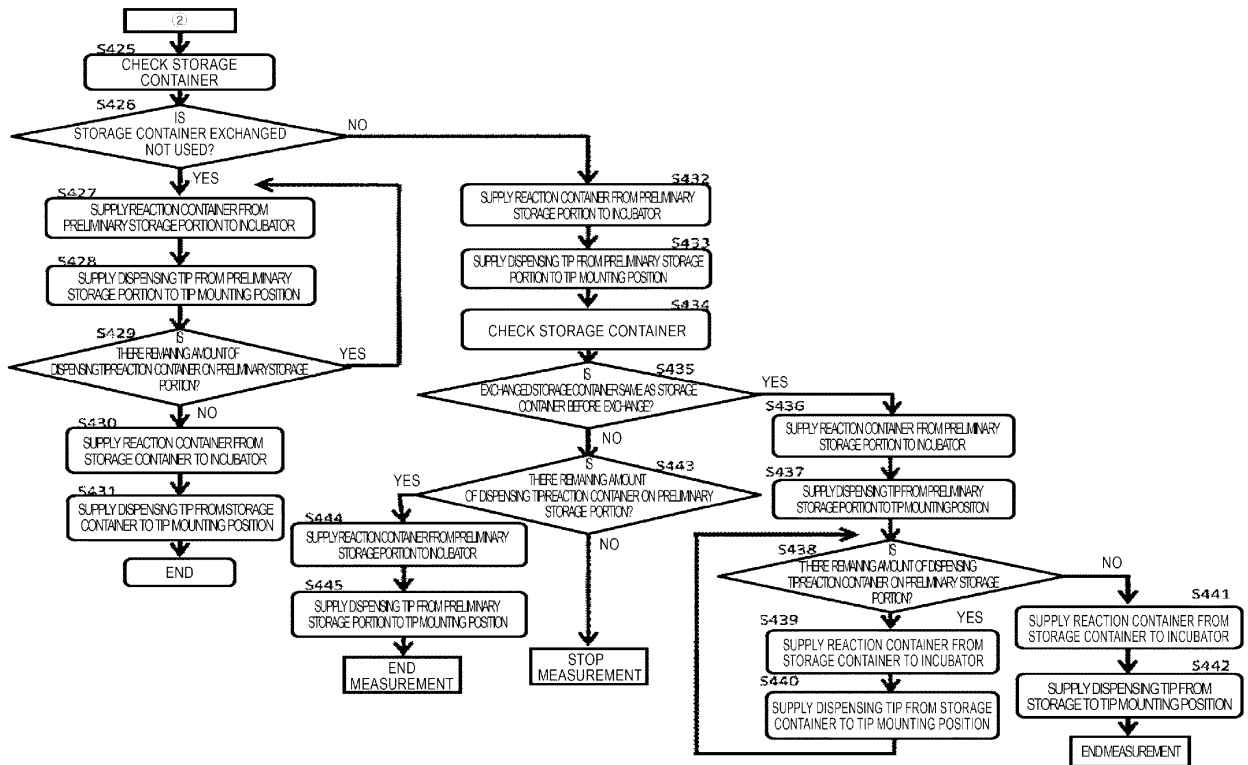 ②
S425
CHECK STORAGE
CONTAINER
S426
IS
STORAGE CONTAINER EXCHANGED
NOT USED?
NO
YES
S427
SUPPLY REACTION CONTAINER FROM
PRELIMINARY STORAGE PORTION TO INCUBATOR
S428
SUPPLY DISPENSING TIP FROM PRELIMINARY
STORAGE PORTION TO TIP MOUNTING POSITION
S429
IS
THERE REMAINING AMOUNT OF
DISPENSING TIP/REACTION CONTAINER ON PRELIMINARY STORAGE
PORTION?
YES
NO
S430
SUPPLY REACTION CONTAINER FROM
STORAGE CONTAINER TO INCUBATOR
S431
SUPPLY DISPENSING TIP FROM STORAGE
CONTAINER TO TIP MOUNTING POSITION
END
S432
SUPPLY REACTION CONTAINER FROM PRELIMINARY
STORAGE PORTION TO INCUBATOR
S433
SUPPLY DISPENSING TIP FROM PRELIMINARY STORAGE
PORTION TO TIP MOUNTING POSITION
S434
CHECK STORAGE CONTAINER
S435
IS
EXCHANGED STORAGE CONTAINER SAME AS STORAGE
CONTAINER BEFORE EXCHANGE?
YES
NO
S443
IS
THERE REMAINING AMOUNT
OF DISPENSING TIP/REACTION CONTAINER ON PRELIMINARY
STORAGE PORTION?
YES
NO
S444
SUPPLY REACTION CONTAINER FROM PRELIMINARY
STORAGE PORTION TO INCUBATOR
S445
SUPPLY DISPENSING TIP FROM PRELIMINARY
STORAGE PORTION TO TIP MOUNTING POSITION
END
MEASUREMENT
STOP
MEASUREMENT
S436
SUPPLY REACTION CONTAINER FROM PRELIMINARY
STORAGE PORTION TO INCUBATOR
S437
SUPPLY DISPENSING TIP FROM PRELIMINARY
STORAGE PORTION TO TIP MOUNTING POSITION
S438
IS
THERE REMAINING AMOUNT OF DISPENSING
TIP/REACTION CONTAINER ON PRELIMINARY STORAGE
PORTION?
NO
YES
S439
SUPPLY REACTION CONTAINER FROM
STORAGE CONTAINER TO INCUBATOR
S440
SUPPLY DISPENSING TIP FROM STORAGE
CONTAINER TO TIP MOUNTING POSITION
S441
SUPPLY REACTION CONTAINER FROM
STORAGE CONTAINER TO INCUBATOR
S442
SUPPLY DISPENSING TIP FROM
STORAGE TO TIP MOUNTING POSITION
END MEASUREMENT